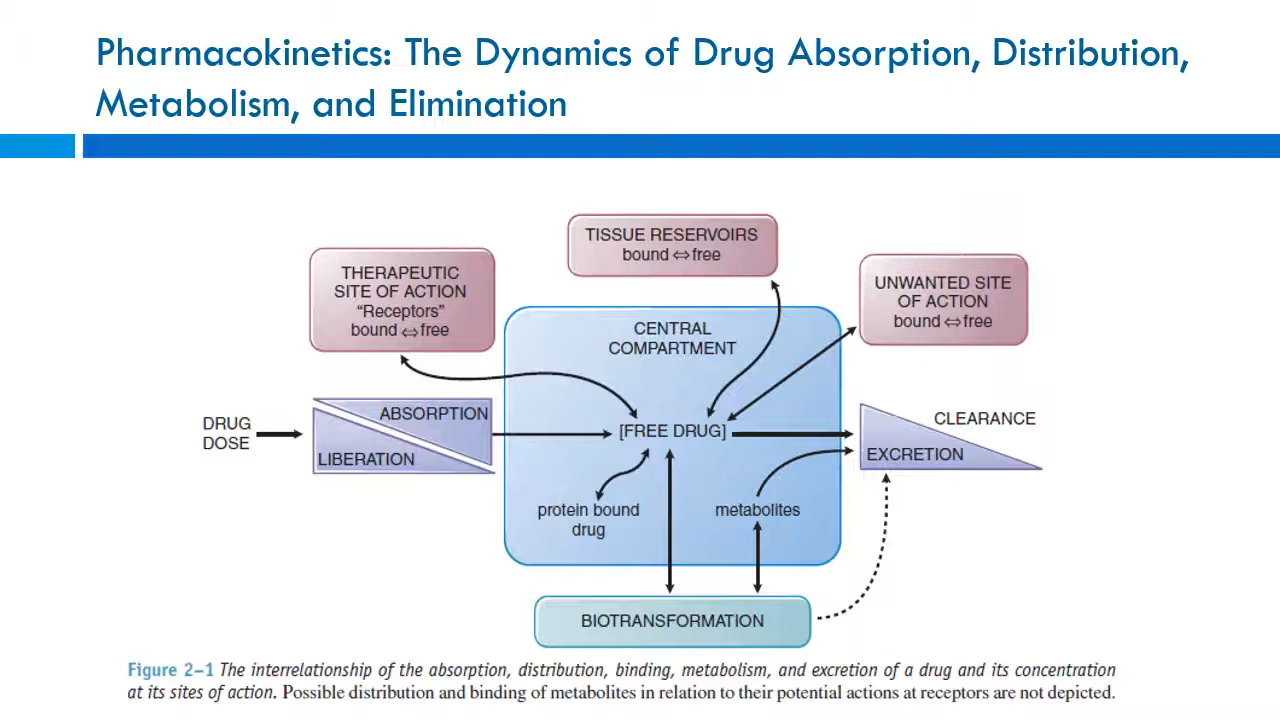 Pharmacokinetics: The Dynamics of Drug Absorption, Distribution,
Metabolism, and Elimination
TISSUE RESERVOIRS
bound ⇔ free
THERAPEUTIC
SITE OF ACTION
“Receptors”
bound ⇔ free
UNWANTED SITE
OF ACTION
bound ⇔ free
CENTRAL
COMPARTMENT
DRUG
DOSE
ABSORPTION
LIBERATION
[FREE DRUG]
CLEARANCE
EXCRETION
protein bound
drug
metabolites
BIOTRANSFORMATION
Figure 2–1 The interrelationship of the absorption, distribution, binding, metabolism, and excretion of a drug and its concentration
at its sites of action. Possible distribution and binding of metabolites in relation to their potential actions at receptors are not depicted.